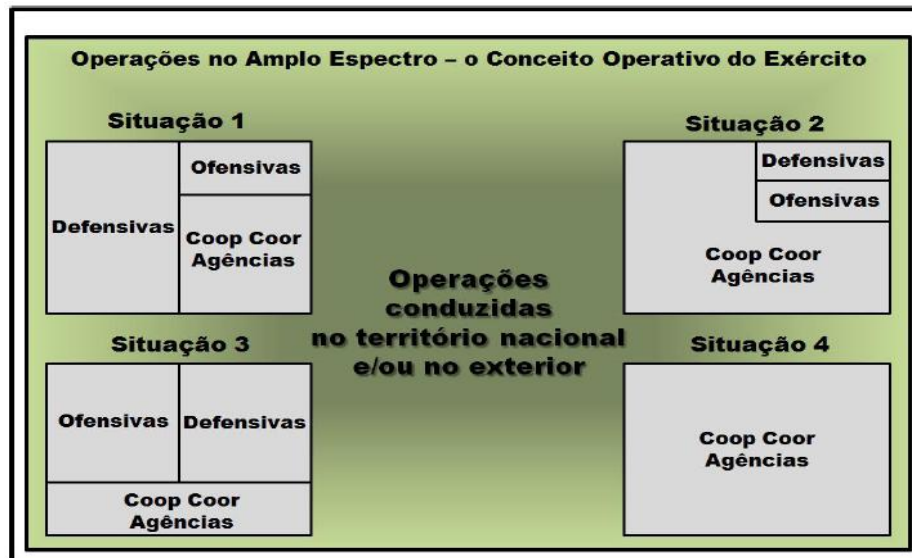 Operações no Amplo Espectro – o Conceito Operativo do Exército
Situação 1
Defensivas
Ofensivas
Coop Coor
Agências
Situação 2
Defensivas
Ofensivas
Coop Coor
Agências
Operações
conduzidas
no território nacional
e/ou no exterior
Situação 3
Ofensivas
Defensivas
Coop Coor
Agências
Situação 4
Coop Coor
Agências